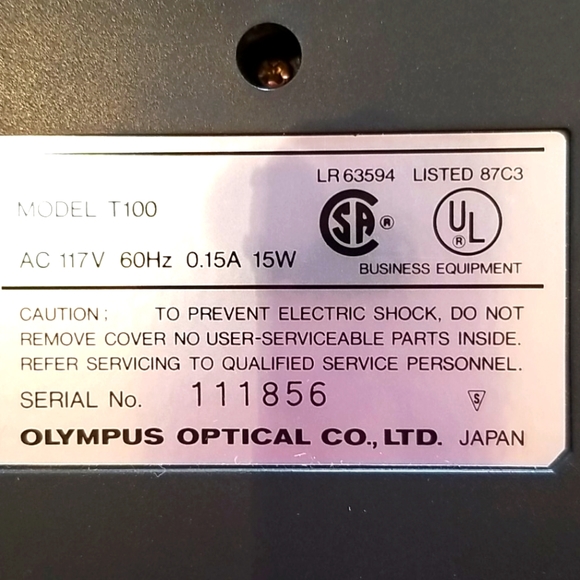 LR 63594 LISTED 87C3
MODEL T100
SA ® UL ®
AC 117V 60Hz 0.15A 15W
BUSINESS EQUIPMENT
CAUTION: TO PREVENT ELECTRIC SHOCK, DO NOT
REMOVE COVER NO USER-SERVICEABLE PARTS INSIDE.
REFER SERVICING TO QUALIFIED SERVICE PERSONNEL.
SERIAL No. 111856
S
OLYMPUS OPTICAL CO., LTD. JAPAN